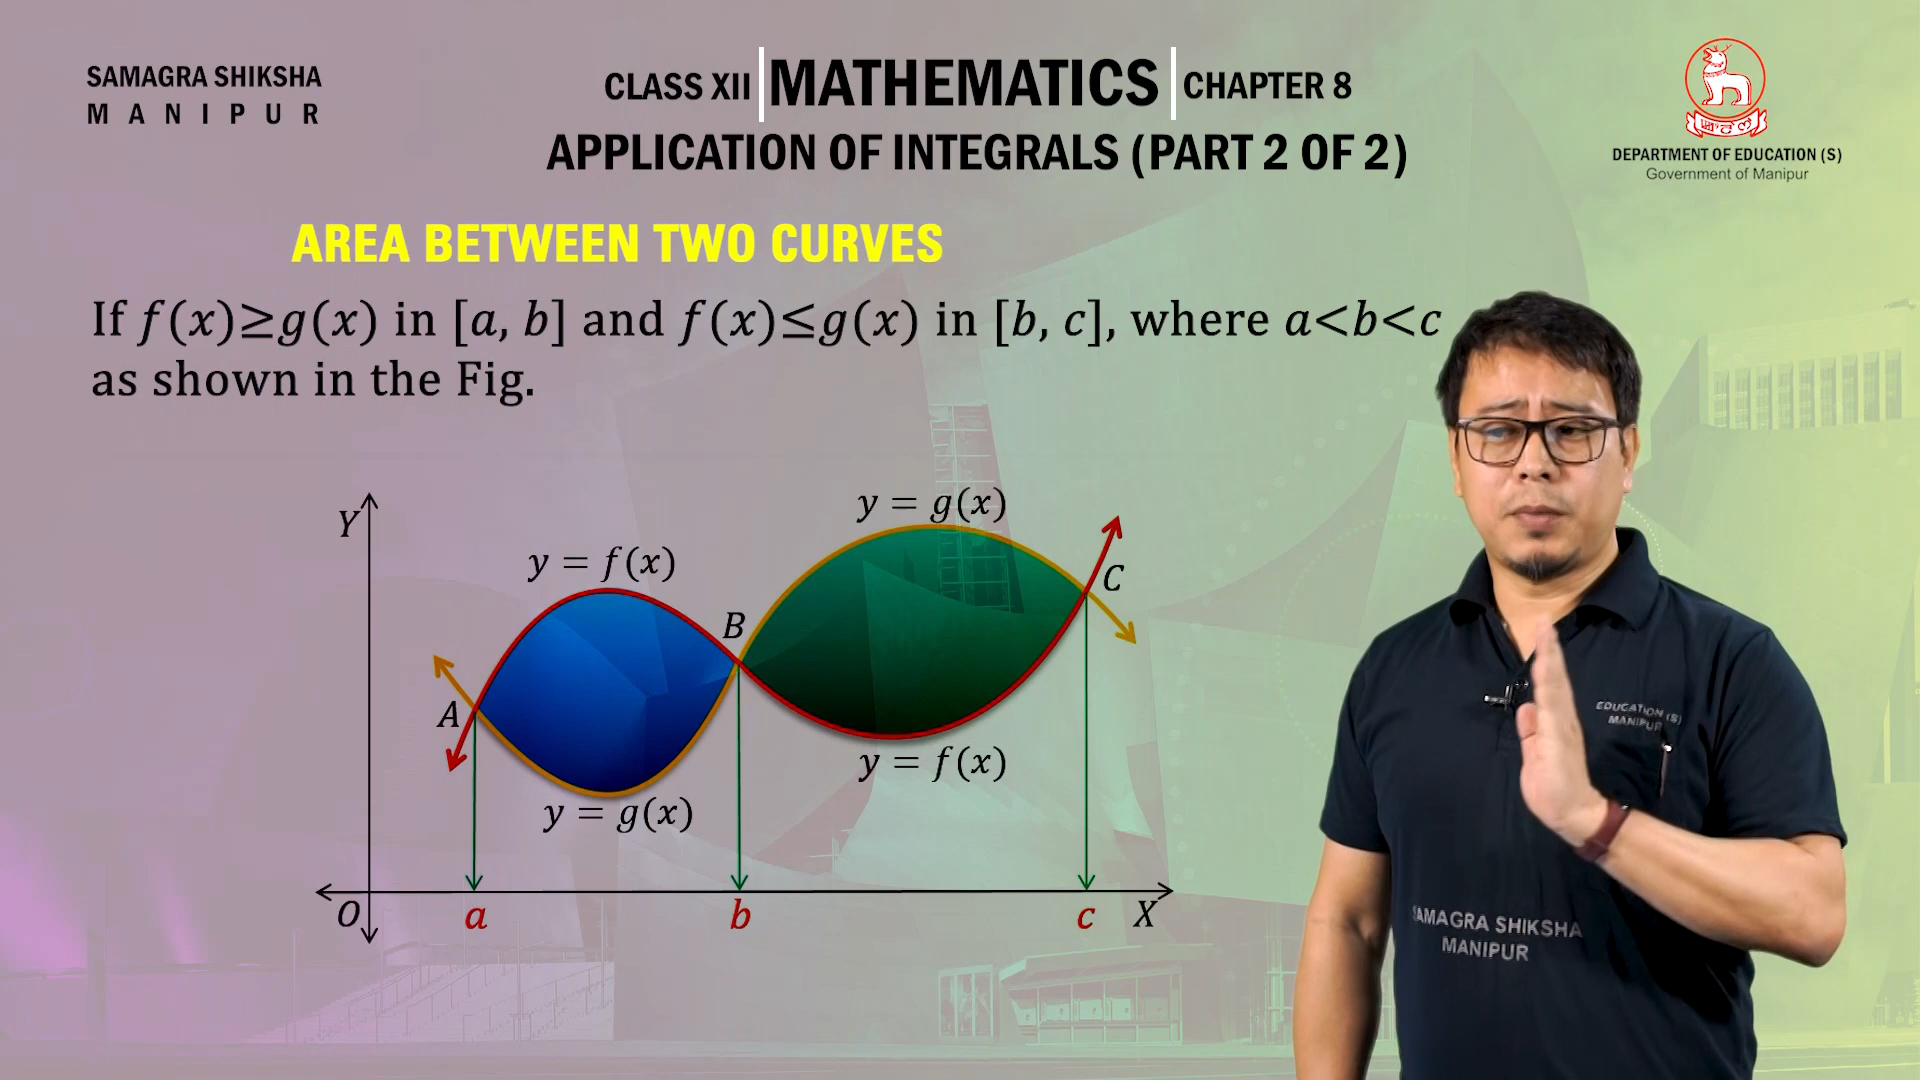 SAMAGRA SHIKSHA
MANIPUR
CLASS XII MATHEMATICS CHAPTER 8
APPLICATION OF INTEGRALS (PART 2 OF 2)
DEPARTMENT OF EDUCATION (S)
Government of Manipur
AREA BETWEEN TWO CURVES
If f(x)≥g(x) in [a, b] and f(x)≤g(x) in [b, c], where a<b<c
as shown in the Fig.
Y
y = f(x)
y = g(x)
B
C
A
y = g(x)
y = f(x)
O
a
b
c
X
EDUCATION (S)
MANIPUR
SAMAGRA SHIKSHA
MANIPUR